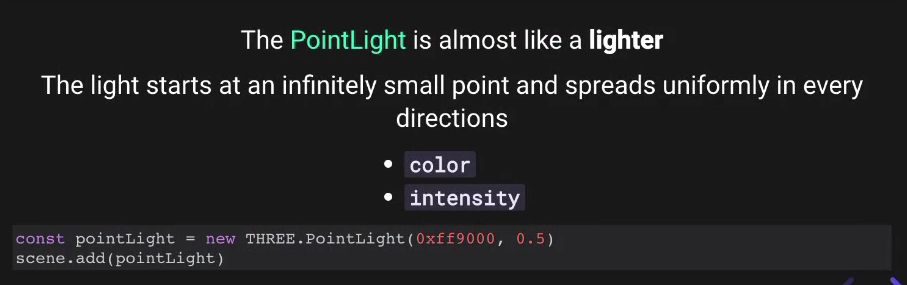 The PointLight is almost like a lighter
The light starts at an infinitely small point and spreads uniformly in every
directions
• color
• intensity
const pointLight = new THREE.PointLight(0xff9000, 0.5)
scene.add(pointLight)